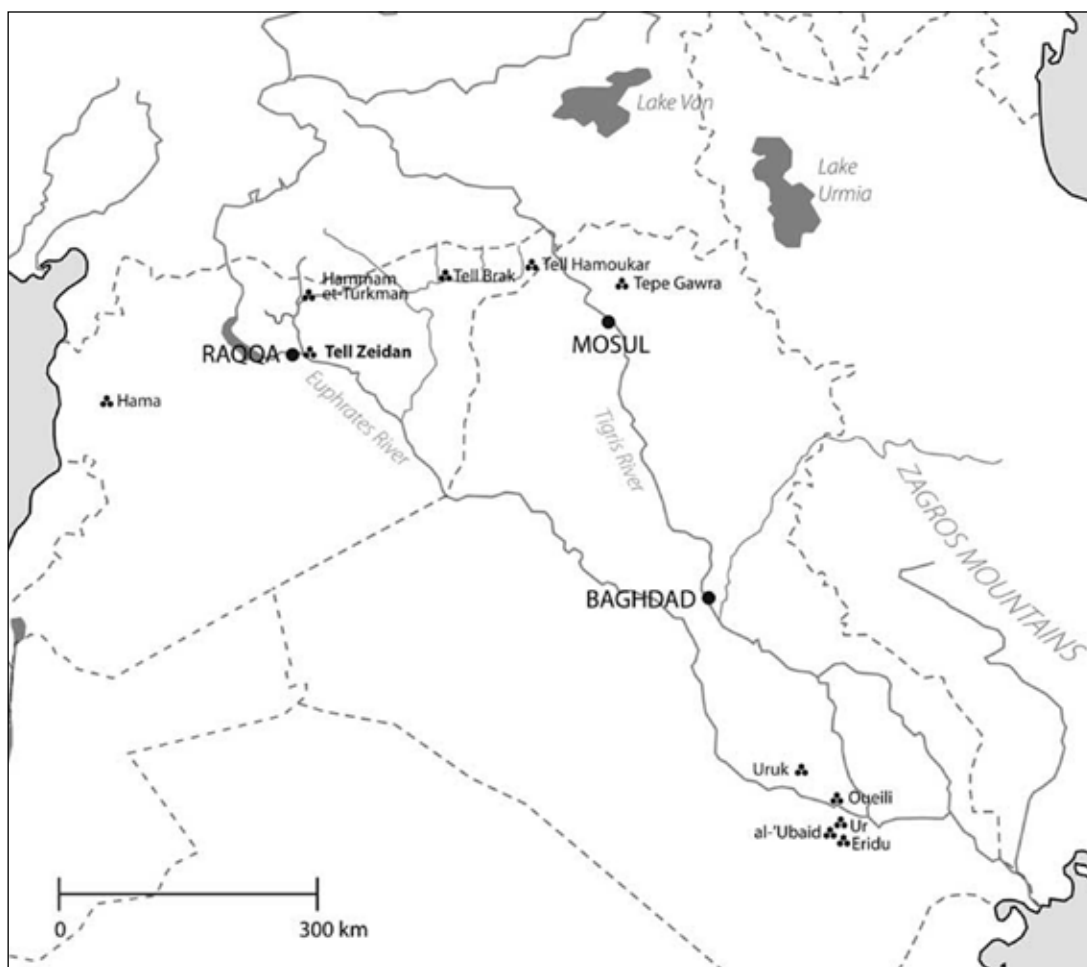 Lake Van
Lake
Urmia
Hammam
et-Turkman
Tell Brak
Tell Hamoukar
Tepe Gawra
MOSUL
RAQQA
Tell Zeidan
Hama
Euphrates River
Tigris River
ZAGROS MOUNTAINS
BAGHDAD
Uruk
Oueili
Ur
al-'Ubaid
Eridu
0
300 km